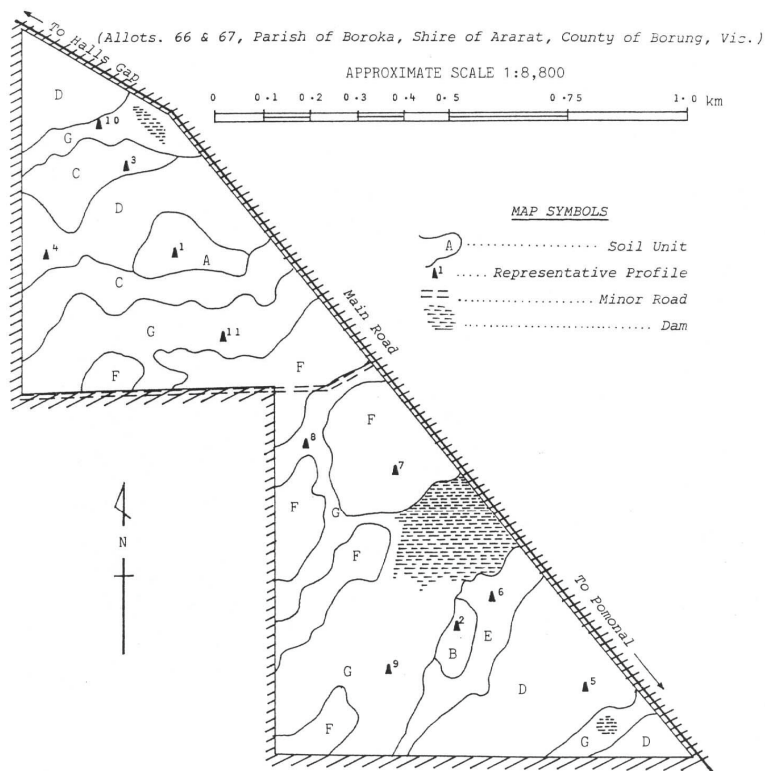 To Halls Gap
(Allots. 66 & 67, Parish of Boroka, Shire of Ararat, County of Borung, Vic.)
APPROXIMATE SCALE 1:8,800
0 0·1 0·2 0·3 0·4 0·5 0·75 1·0 km
D
10
G
C
3
D
MAP SYMBOLS
A .......... Soil Unit
1 ..... Representative Profile
................ Minor Road
...................... Dam
4
1
A
C
Main Road
G
11
F
F
F
8
7
F
G
F
N
To Pomonal
6
2
E
B
9
G
D
5
F
G
D